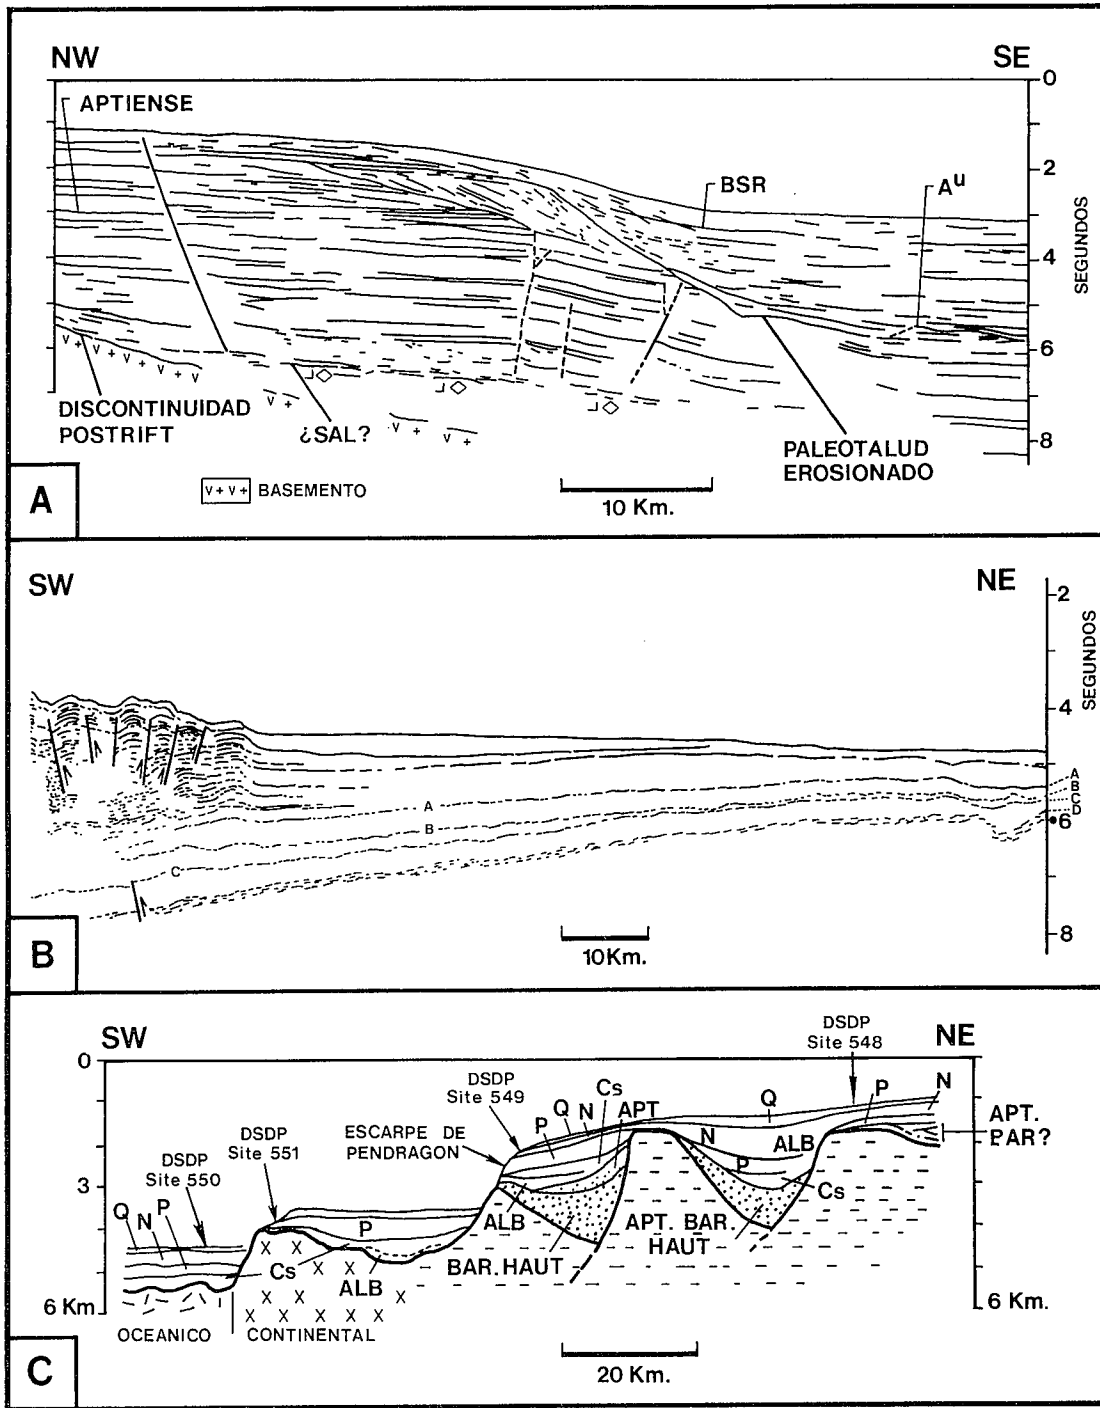 NW
SE
APTIENSE
0
2
4
6
8
SEGUNDOS
BSR
Aᵘ
V + V + V + V +
DISCONTINUIDAD
POSTRIFT
¿SAL?
V +
V + V +
PALEOTALUD
EROSIONADO
V + V + BASEMENTO
10 Km.
A
SW
NE
2
4
6
8
SEGUNDOS
A
B
C
D
A
B
C
10Km.
B
SW
NE
0
3
6 Km.
DSDP
Site 548
DSDP
Site 549
DSDP
Site 551
DSDP
Site 550
ESCARPE DE
PENDRAGON
P Q N Cs APT
Q
P
N
APT.
BAR?
N
ALB
P
Cs
Q N P
P
ALB
Cs
ALB
BAR. HAUT
APT. BAR.
HAUT
X X X X X X X X X X X X
OCEANICO
CONTINENTAL
6 Km.
20 Km.
C